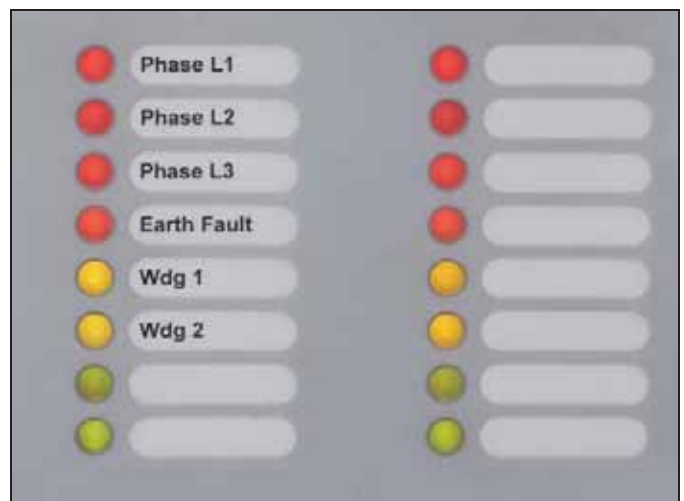 Phase L1
Phase L2
Phase L3
Earth Fault
Wdg 1
Wdg 2